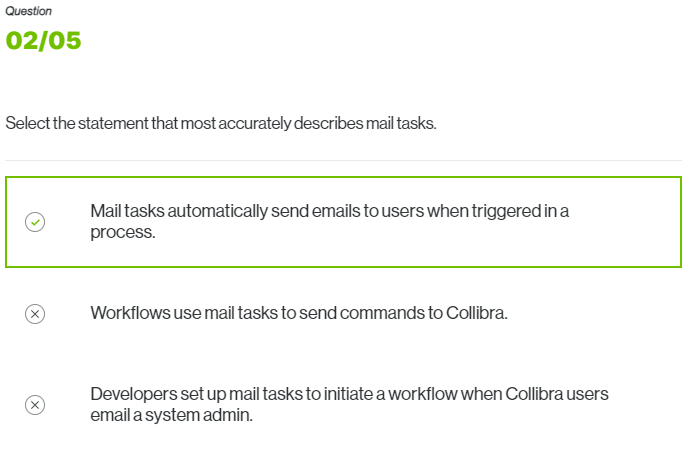 Question
02/05
Select the statement that most accurately describes mail tasks.
Mail tasks automatically send emails to users when triggered in a
process.
Workflows use mail tasks to send commands to Collibra.
Developers set up mail tasks to initiate a workflow when Collibra users
email a system admin.